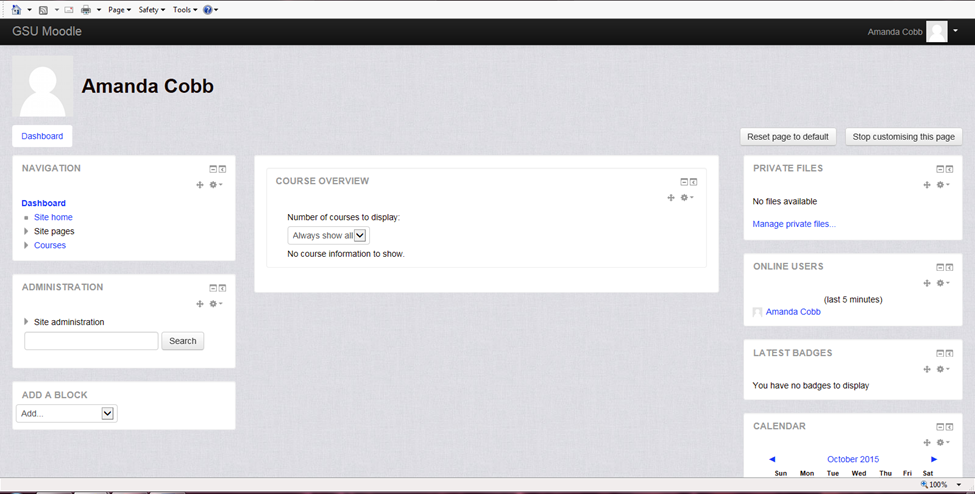 Page Safety Tools
GSU Moodle
Amanda Cobb
Amanda Cobb
Dashboard
Reset page to default
Stop customising this page
NAVIGATION
Dashboard
Site home
Site pages
Courses
ADMINISTRATION
Site administration
Search
ADD A BLOCK
Add...
COURSE OVERVIEW
Number of courses to display:
Always show all
No course information to show.
PRIVATE FILES
No files available
Manage private files...
ONLINE USERS
(last 5 minutes)
Amanda Cobb
LATEST BADGES
You have no badges to display
CALENDAR
October 2015
Sun Mon Tue Wed Thu Fri Sat
100%